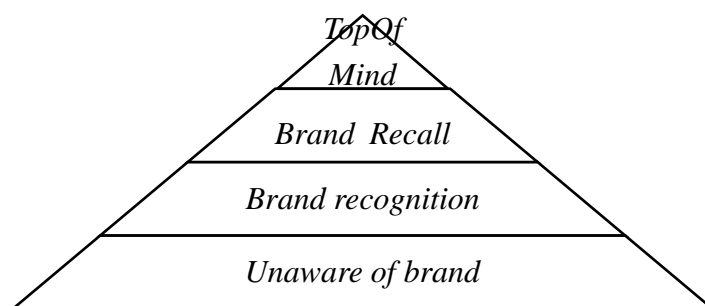 TopOf
Mind
Brand Recall
Brand recognition
Unaware of brand